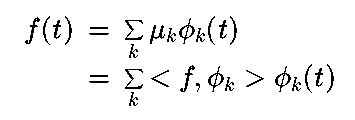 f(t) = ∑_k μ_k ϕ_k(t)
= ∑_k < f, ϕ_k > ϕ_k(t)